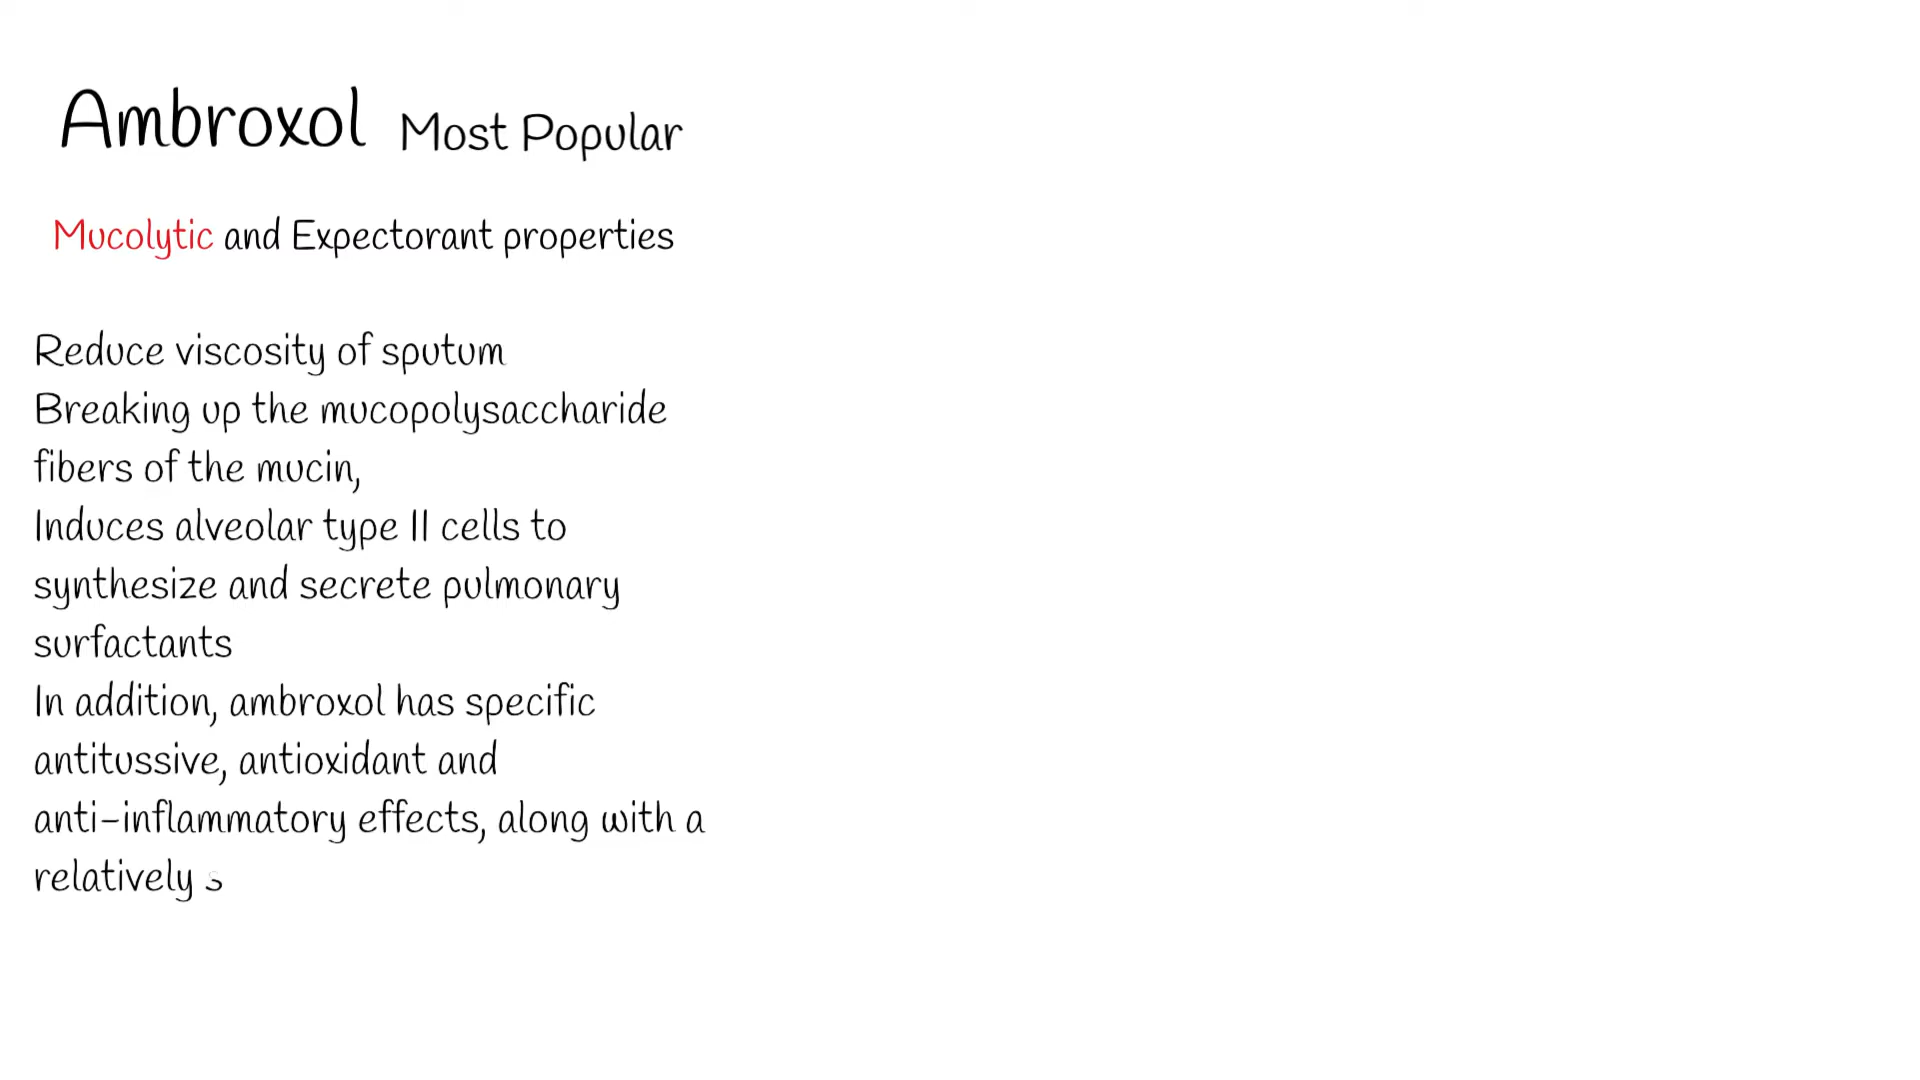 Ambroxol Most Popular
Mucolytic and Expectorant properties
Reduce viscosity of sputum
Breaking up the mucopolysaccharide
fibers of the mucin,
Induces alveolar type II cells to
synthesize and secrete pulmonary
surfactants
In addition, ambroxol has specific
antitussive, antioxidant and
anti-inflammatory effects, along with a
relatively s